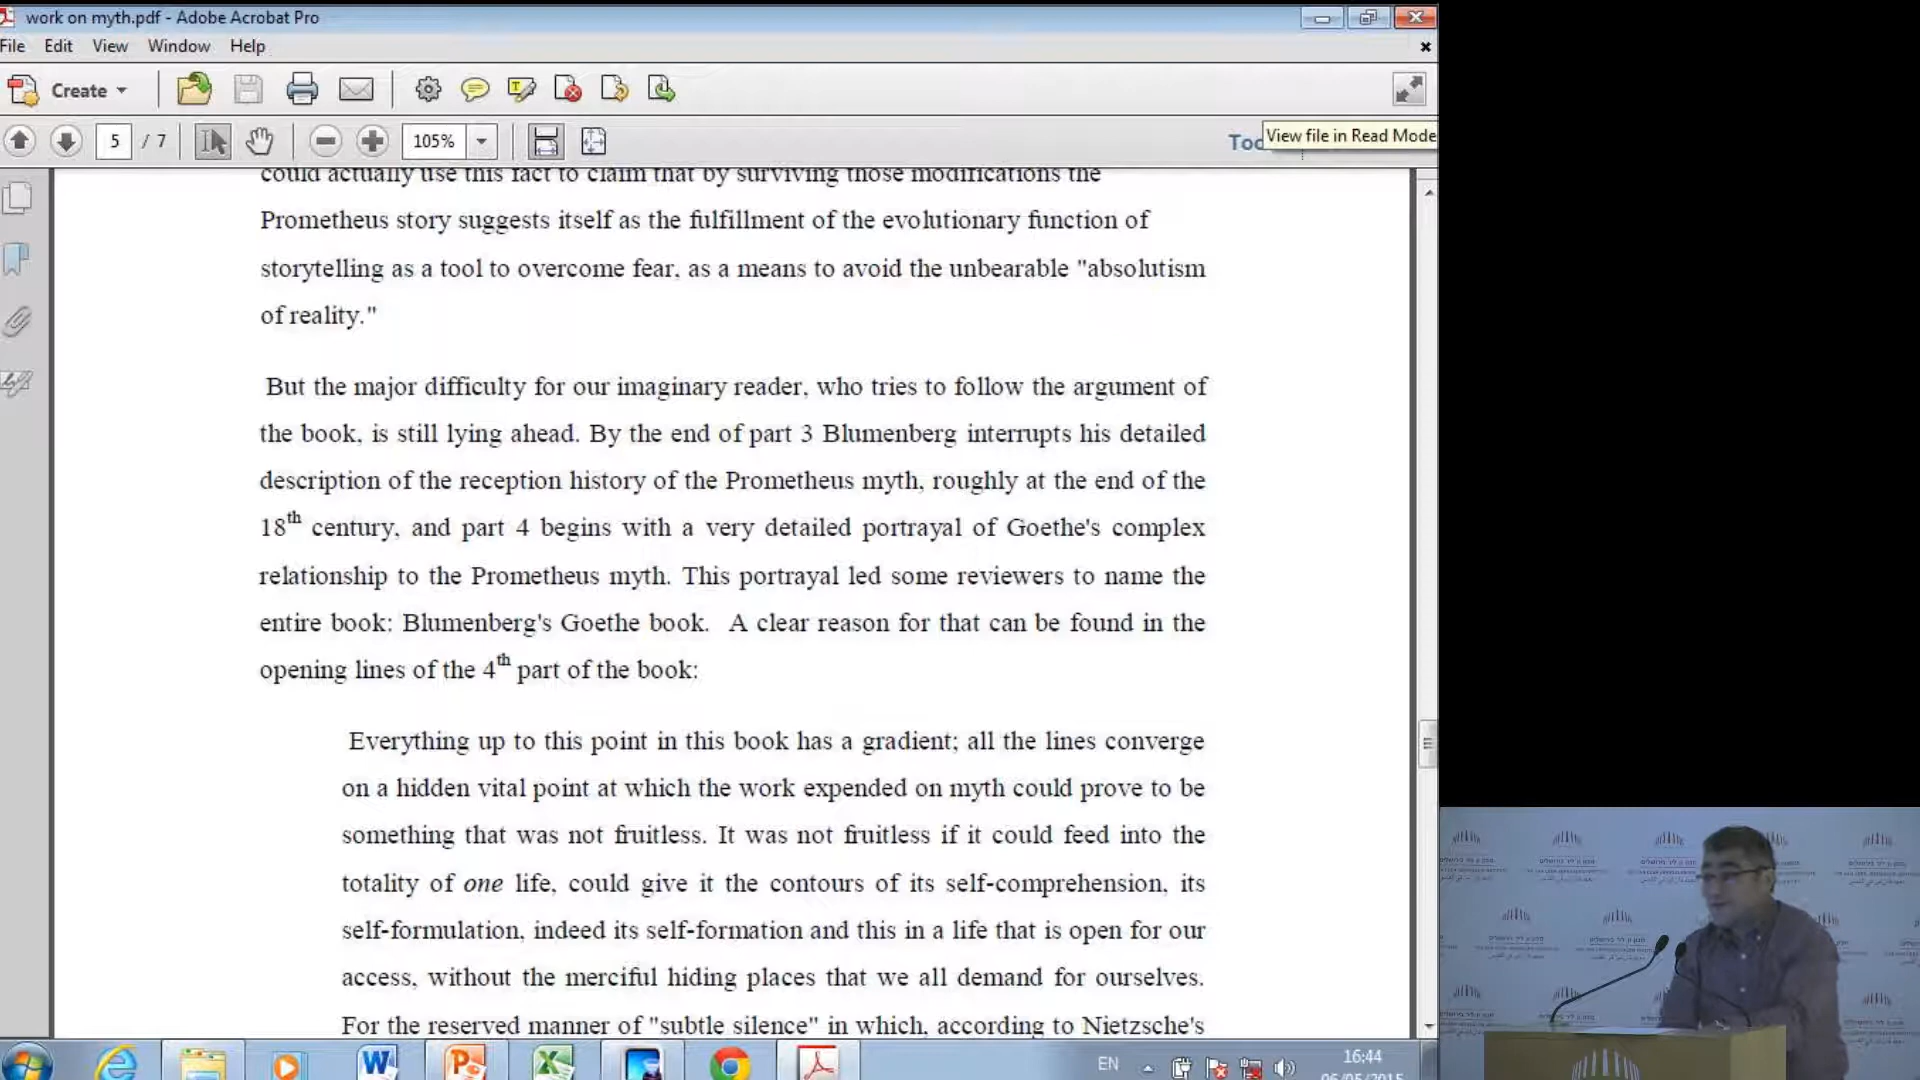 work on myth.pdf - Adobe Acrobat Pro
File Edit View Window Help
Create
5 / 7
105%
View file in Read Mode
could actually use this fact to claim that by surviving those modifications the
Prometheus story suggests itself as the fulfillment of the evolutionary function of
storytelling as a tool to overcome fear, as a means to avoid the unbearable "absolutism
of reality."
But the major difficulty for our imaginary reader, who tries to follow the argument of
the book, is still lying ahead. By the end of part 3 Blumenberg interrupts his detailed
description of the reception history of the Prometheus myth, roughly at the end of the
18th century, and part 4 begins with a very detailed portrayal of Goethe's complex
relationship to the Prometheus myth. This portrayal led some reviewers to name the
entire book: Blumenberg's Goethe book. A clear reason for that can be found in the
opening lines of the 4th part of the book:
Everything up to this point in this book has a gradient; all the lines converge
on a hidden vital point at which the work expended on myth could prove to be
something that was not fruitless. It was not fruitless if it could feed into the
totality of one life, could give it the contours of its self-comprehension, its
self-formulation, indeed its self-formation and this in a life that is open for our
access, without the merciful hiding places that we all demand for ourselves.
For the reserved manner of "subtle silence" in which, according to Nietzsche's
EN
16:44
06/05/2015